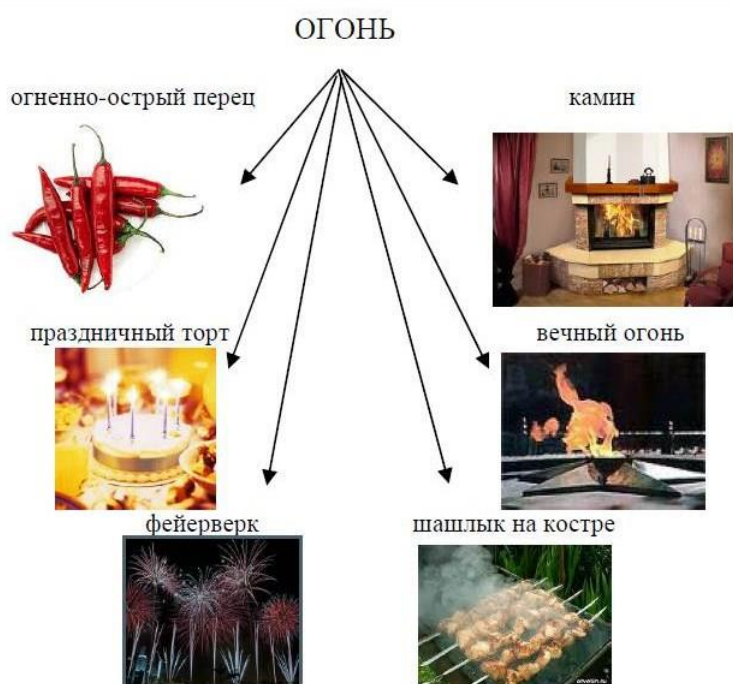 ОГОНЬ
огненно-острый перец
камин
праздничный торт
вечный огонь
фейерверк
шашлык на костре